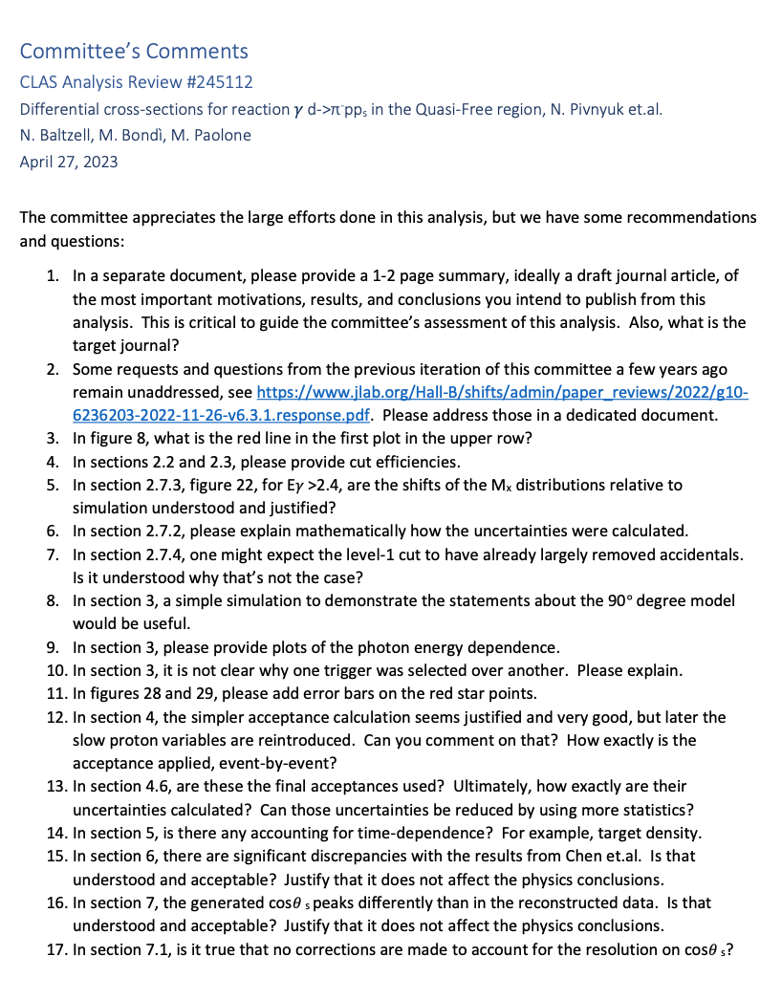 Committee's Comments
CLAS Analysis Review #245112
Differential cross-sections for reaction γ d->π⁻ppₛ in the Quasi-Free region, N. Pivnyuk et.al.
N. Baltzell, M. Bondì, M. Paolone
April 27, 2023
The committee appreciates the large efforts done in this analysis, but we have some recommendations
and questions:
1. In a separate document, please provide a 1-2 page summary, ideally a draft journal article, of
the most important motivations, results, and conclusions you intend to publish from this
analysis. This is critical to guide the committee's assessment of this analysis. Also, what is the
target journal?
2. Some requests and questions from the previous iteration of this committee a few years ago
remain unaddressed, see https://www.jlab.org/Hall-B/shifts/admin/paper_reviews/2022/g10-
6236203-2022-11-26-v6.3.1.response.pdf. Please address those in a dedicated document.
3. In figure 8, what is the red line in the first plot in the upper row?
4. In sections 2.2 and 2.3, please provide cut efficiencies.
5. In section 2.7.3, figure 22, for Eγ >2.4, are the shifts of the Mₓ distributions relative to
simulation understood and justified?
6. In section 2.7.2, please explain mathematically how the uncertainties were calculated.
7. In section 2.7.4, one might expect the level-1 cut to have already largely removed accidentals.
Is it understood why that's not the case?
8. In section 3, a simple simulation to demonstrate the statements about the 90° degree model
would be useful.
9. In section 3, please provide plots of the photon energy dependence.
10. In section 3, it is not clear why one trigger was selected over another. Please explain.
11. In figures 28 and 29, please add error bars on the red star points.
12. In section 4, the simpler acceptance calculation seems justified and very good, but later the
slow proton variables are reintroduced. Can you comment on that? How exactly is the
acceptance applied, event-by-event?
13. In section 4.6, are these the final acceptances used? Ultimately, how exactly are their
uncertainties calculated? Can those uncertainties be reduced by using more statistics?
14. In section 5, is there any accounting for time-dependence? For example, target density.
15. In section 6, there are significant discrepancies with the results from Chen et.al. Is that
understood and acceptable? Justify that it does not affect the physics conclusions.
16. In section 7, the generated cosθ ₛ peaks differently than in the reconstructed data. Is that
understood and acceptable? Justify that it does not affect the physics conclusions.
17. In section 7.1, is it true that no corrections are made to account for the resolution on cosθ ₛ?